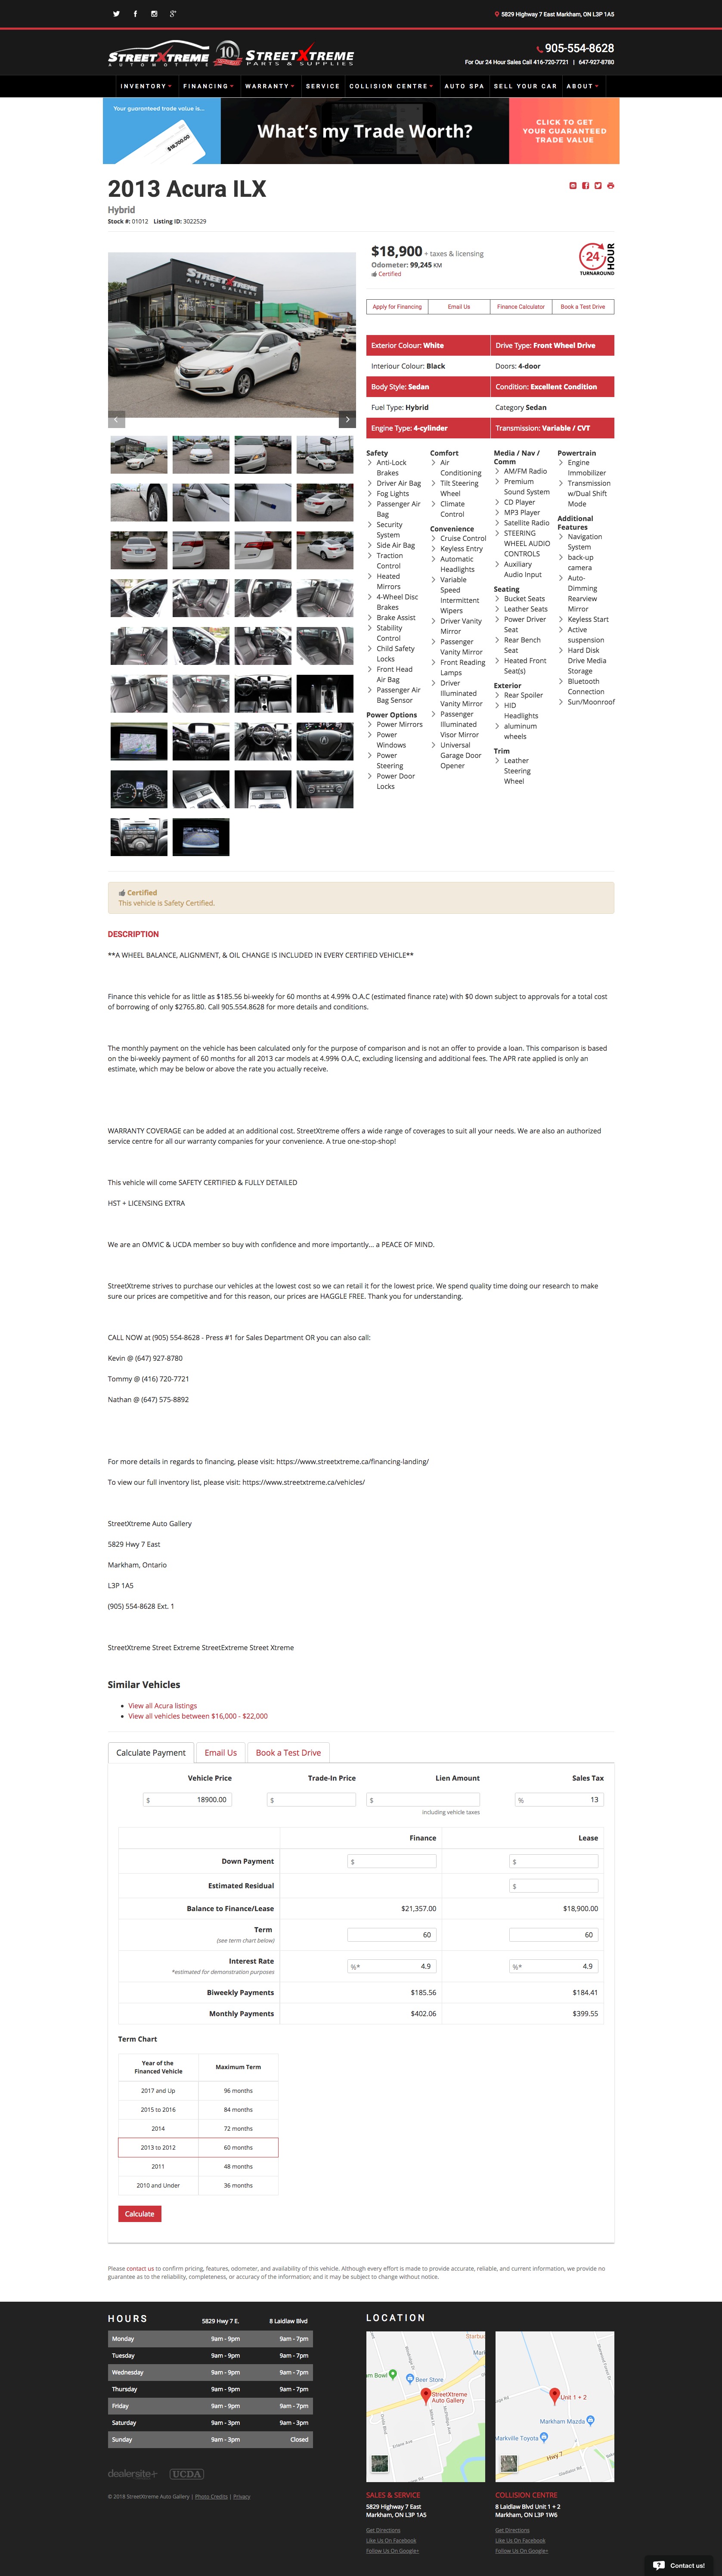 5829 Highway 7 East Markham, ON L3P 1A5
STREETXTREME
AUTOMOTIVE
10
STREETXTREME
PARTS & SUPPLIES
905-554-8628
For Our 24 Hour Sales Call 416-720-7721 | 647-927-8780
INVENTORY FINANCING WARRANTY SERVICE COLLISION CENTRE AUTO SPA SELL YOUR CAR ABOUT
Your guaranteed trade value is...
$18,700.00
What's my Trade Worth?
CLICK TO GET
YOUR GUARANTEED
TRADE VALUE
2013 Acura ILX
Hybrid
Stock #: 01012 Listing ID: 3022529
STREETXTREME
AUTO GALLERY
$18,900 + taxes & licensing
Odometer: 99,245 KM
Certified
24 HOUR
TURNAROUND
Apply for Financing Email Us Finance Calculator Book a Test Drive
Exterior Colour: White Drive Type: Front Wheel Drive
Interiour Colour: Black Doors: 4-door
Body Style: Sedan Condition: Excellent Condition
Fuel Type: Hybrid Category Sedan
Engine Type: 4-cylinder Transmission: Variable / CVT
Safety
Anti-Lock
Brakes
Driver Air Bag
Fog Lights
Passenger Air
Bag
Security
System
Side Air Bag
Traction
Control
Heated
Mirrors
4-Wheel Disc
Brakes
Brake Assist
Stability
Control
Child Safety
Locks
Front Head
Air Bag
Passenger Air
Bag Sensor
Power Options
Power Mirrors
Power
Windows
Power
Steering
Power Door
Locks
Comfort
Air
Conditioning
Tilt Steering
Wheel
Climate
Control
Convenience
Cruise Control
Keyless Entry
Automatic
Headlights
Variable
Speed
Intermittent
Wipers
Driver Vanity
Mirror
Passenger
Vanity Mirror
Front Reading
Lamps
Driver
Illuminated
Vanity Mirror
Passenger
Illuminated
Visor Mirror
Universal
Garage Door
Opener
Media / Nav /
Comm
AM/FM Radio
Premium
Sound System
CD Player
MP3 Player
Satellite Radio
STEERING
WHEEL AUDIO
CONTROLS
Auxiliary
Audio Input
Seating
Bucket Seats
Leather Seats
Power Driver
Seat
Rear Bench
Seat
Heated Front
Seat(s)
Exterior
Rear Spoiler
HID
Headlights
aluminum
wheels
Trim
Leather
Steering
Wheel
Powertrain
Engine
Immobilizer
Transmission
w/Dual Shift
Mode
Additional
Features
Navigation
System
back-up
camera
Auto-
Dimming
Rearview
Mirror
Keyless Start
Active
suspension
Hard Disk
Drive Media
Storage
Bluetooth
Connection
Sun/Moonroof
Certified
This vehicle is Safety Certified.
DESCRIPTION
**A WHEEL BALANCE, ALIGNMENT, & OIL CHANGE IS INCLUDED IN EVERY CERTIFIED VEHICLE**
Finance this vehicle for as little as $185.56 bi-weekly for 60 months at 4.99% O.A.C (estimated finance rate) with $0 down subject to approvals for a total cost
of borrowing of only $2765.80. Call 905.554.8628 for more details and conditions.
The monthly payment on the vehicle has been calculated only for the purpose of comparison and is not an offer to provide a loan. This comparison is based
on the bi-weekly payment of 60 months for all 2013 car models at 4.99% O.A.C, excluding licensing and additional fees. The APR rate applied is only an
estimate, which may be below or above the rate you actually receive.
WARRANTY COVERAGE can be added at an additional cost. StreetXtreme offers a wide range of coverages to suit all your needs. We are also an authorized
service centre for all our warranty companies for your convenience. A true one-stop-shop!
This vehicle will come SAFETY CERTIFIED & FULLY DETAILED
HST + LICENSING EXTRA
We are an OMVIC & UCDA member so buy with confidence and more importantly... a PEACE OF MIND.
StreetXtreme strives to purchase our vehicles at the lowest cost so we can retail it for the lowest price. We spend quality time doing our research to make
sure our prices are competitive and for this reason, our prices are HAGGLE FREE. Thank you for understanding.
CALL NOW at (905) 554-8628 - Press #1 for Sales Department OR you can also call:
Kevin @ (647) 927-8780
Tommy @ (416) 720-7721
Nathan @ (647) 575-8892
For more details in regards to financing, please visit: https://www.streetxtreme.ca/financing-landing/
To view our full inventory list, please visit: https://www.streetxtreme.ca/vehicles/
StreetXtreme Auto Gallery
5829 Hwy 7 East
Markham, Ontario
L3P 1A5
(905) 554-8628 Ext. 1
StreetXtreme Street Extreme StreetExtreme Street Xtreme
Similar Vehicles
View all Acura listings
View all vehicles between $16,000 - $22,000
Calculate Payment Email Us Book a Test Drive
Vehicle Price Trade-In Price Lien Amount Sales Tax
$ 18900.00 $ $ % 13
including vehicle taxes
Finance Lease
Down Payment $ $
Estimated Residual $
Balance to Finance/Lease $21,357.00 $18,900.00
Term 60 60
(see term chart below)
Interest Rate %* 4.9 %* 4.9
*estimated for demonstration purposes
Biweekly Payments $185.56 $184.41
Monthly Payments $402.06 $399.55
Term Chart
Year of the
Financed Vehicle Maximum Term
2017 and Up 96 months
2015 to 2016 84 months
2014 72 months
2013 to 2012 60 months
2011 48 months
2010 and Under 36 months
Calculate
Please contact us to confirm pricing, features, odometer, and availability of this vehicle. Although every effort is made to provide accurate, reliable, and current information, we provide no
guarantee as to the reliability, completeness, or accuracy of the information; and it may be subject to change without notice.
HOURS 5829 Hwy 7 E. 8 Laidlaw Blvd
Monday 9am - 9pm 9am - 7pm
Tuesday 9am - 9pm 9am - 7pm
Wednesday 9am - 9pm 9am - 7pm
Thursday 9am - 9pm 9am - 7pm
Friday 9am - 9pm 9am - 7pm
Saturday 9am - 3pm 9am - 3pm
Sunday 9am - 3pm Closed
dealersite+ UCDA
© 2018 StreetXtreme Auto Gallery | Photo Credits | Privacy
LOCATION
Starbu
Mark
m Bowl
Beer Store
StreetXtreme
Auto Gallery
Unit 1 + 2
Markham Mazda
Markville Toyota
Hwy 7
SALES & SERVICE
5829 Highway 7 East
Markham, ON L3P 1A5
Get Directions
Like Us On Facebook
Follow Us On Google+
COLLISION CENTRE
8 Laidlaw Blvd Unit 1 + 2
Markham, ON L3P 1W6
Get Directions
Like Us On Facebook
Follow Us On Google+
Contact us!